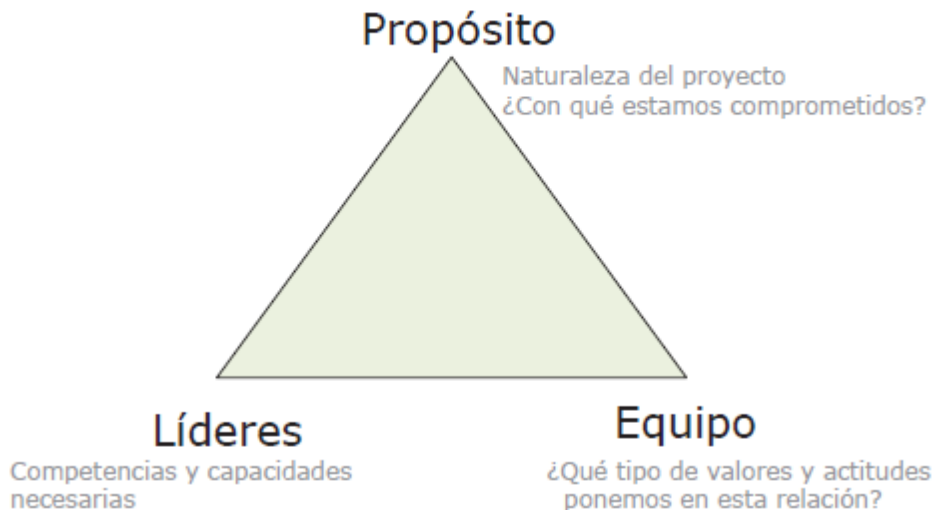 Propósito
Naturaleza del proyecto
¿Con qué estamos comprometidos?
Líderes
Competencias y capacidades
necesarias
Equipo
¿Qué tipo de valores y actitudes
ponemos en esta relación?